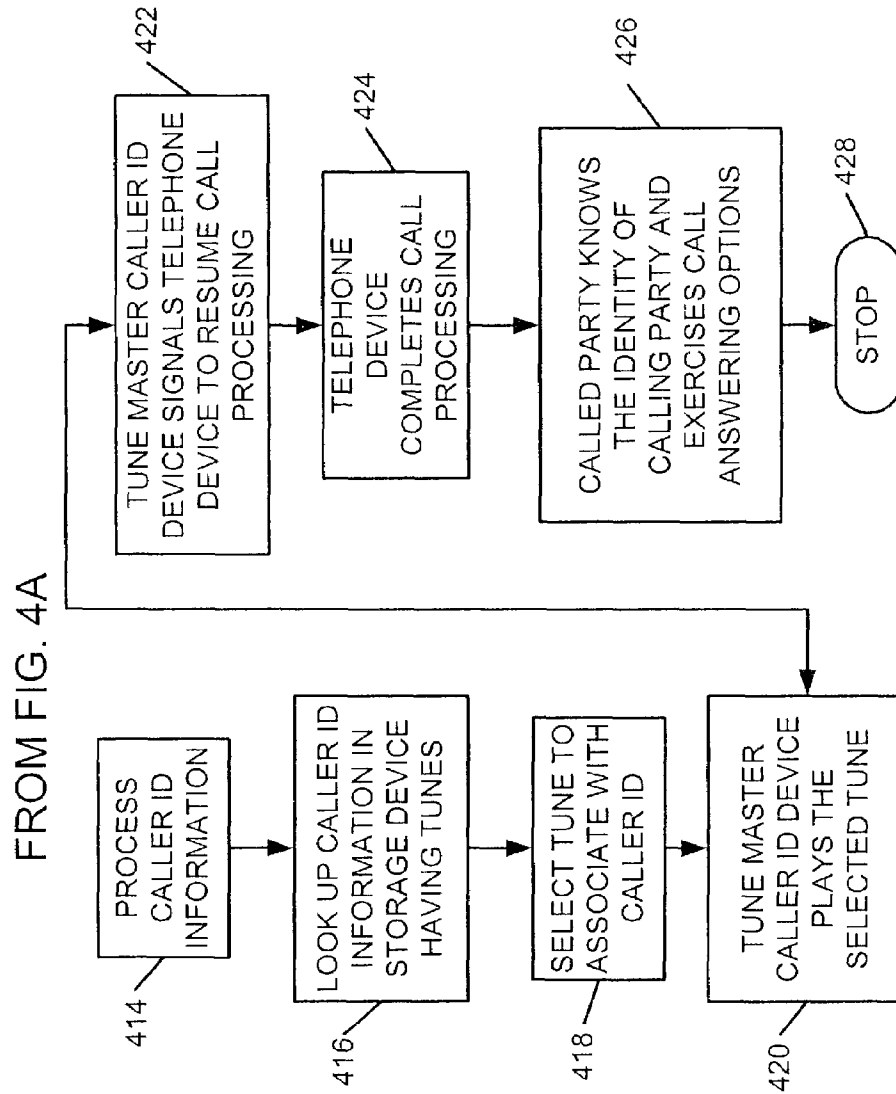 FROM FIG. 4A
PROCESS
CALLER ID
INFORMATION
414
LOOK UP CALLER ID
INFORMATION IN
STORAGE DEVICE
HAVING TUNES
416
SELECT TUNE TO
ASSOCIATE WITH
CALLER ID
418
TUNE MASTER
CALLER ID DEVICE
PLAYS THE
SELECTED TUNE
420
TUNE MASTER CALLER ID
DEVICE SIGNALS TELEPHONE
DEVICE TO RESUME CALL
PROCESSING
422
TELEPHONE
DEVICE
COMPLETES CALL
PROCESSING
424
CALLED PARTY KNOWS
THE IDENTITY OF
CALLING PARTY AND
EXERCISES CALL
ANSWERING OPTIONS
426
STOP
428